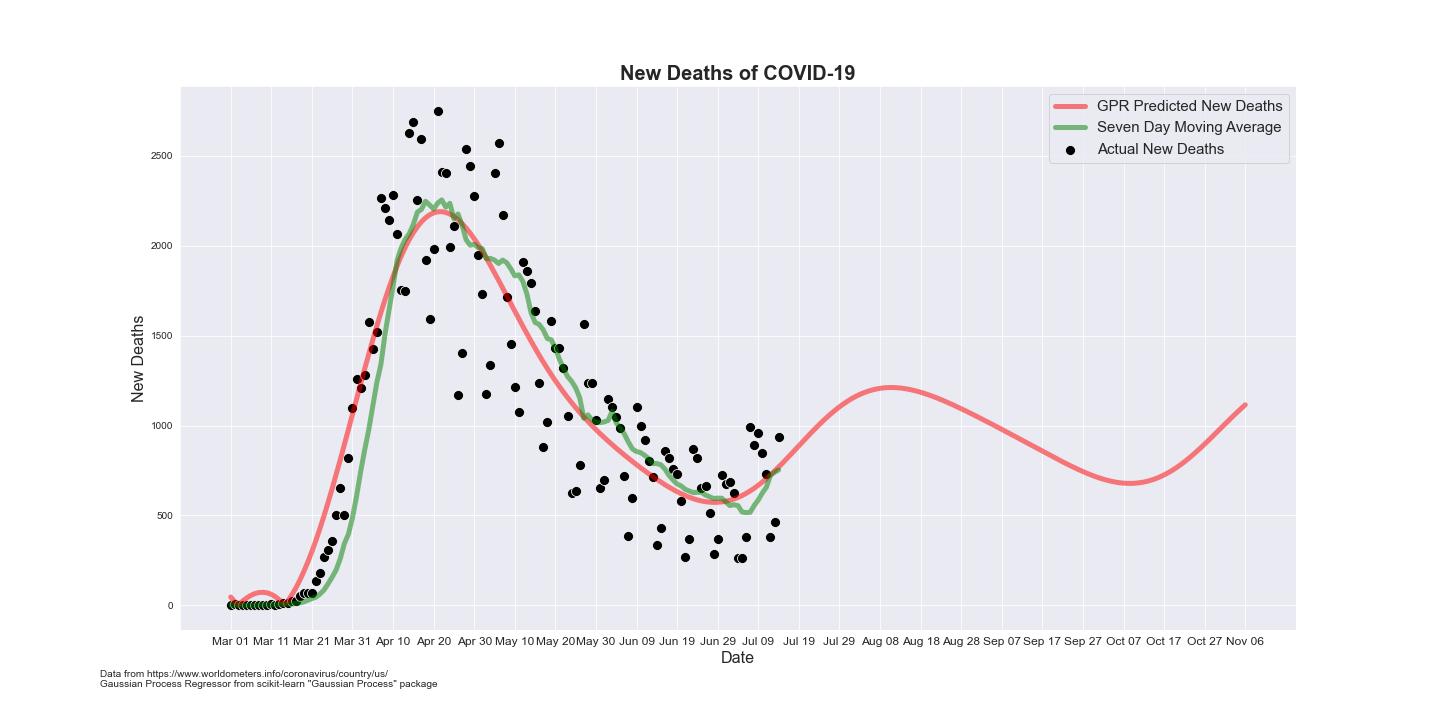 New Deaths of COVID-19
GPR Predicted New Deaths
Seven Day Moving Average
Actual New Deaths
New Deaths
2500
2000
1500
1000
500
0
Mar 01 Mar 11 Mar 21 Mar 31 Apr 10 Apr 20 Apr 30 May 10 May 20 May 30 Jun 09 Jun 19 Jun 29 Jul 09 Jul 19 Jul 29 Aug 08 Aug 18 Aug 28 Sep 07 Sep 17 Sep 27 Oct 07 Oct 17 Oct 27 Nov 06
Date
Data from https://www.worldometers.info/coronavirus/country/us/
Gaussian Process Regressor from scikit-learn "Gaussian Process" package